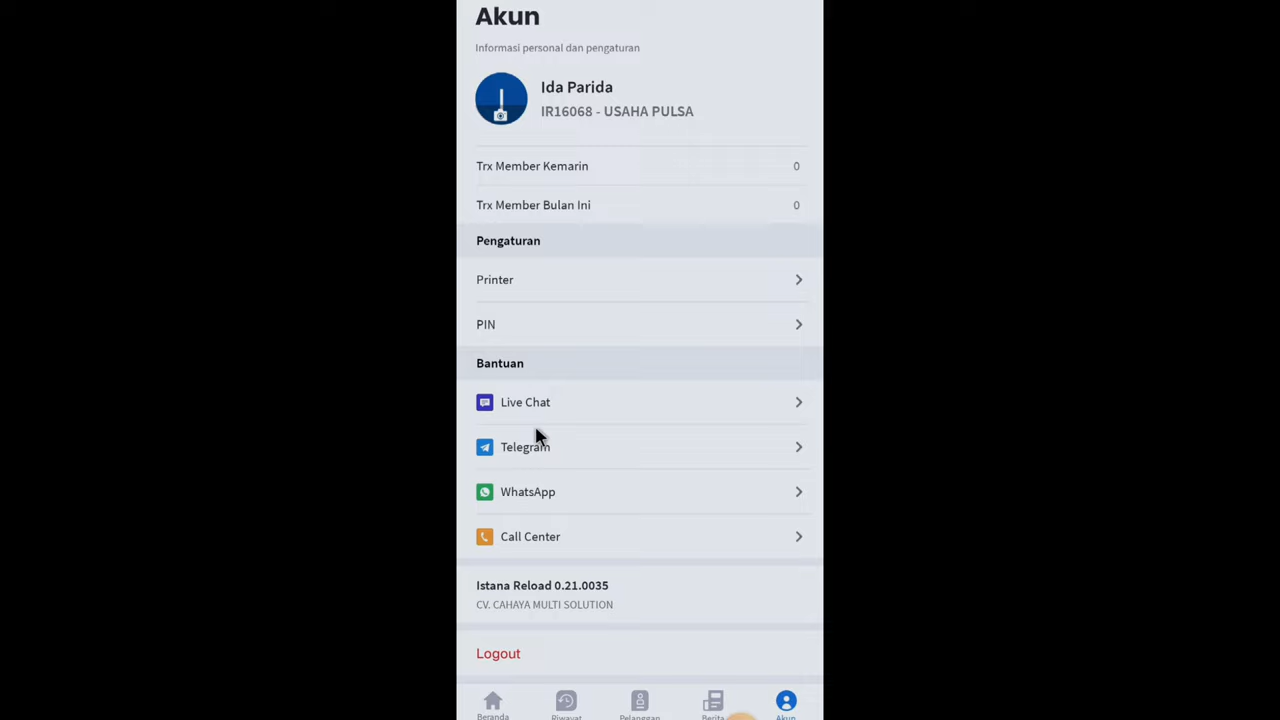 Akun
Informasi personal dan pengaturan
Ida Parida
IR16068 - USAHA PULSA
Trx Member Kemarin 0
Trx Member Bulan Ini 0
Pengaturan
Printer
PIN
Bantuan
Live Chat
Telegram
WhatsApp
Call Center
Istana Reload 0.21.0035
CV. CAHAYA MULTI SOLUTION
Logout
Beranda Riwayat Pelanggan Berita Akun